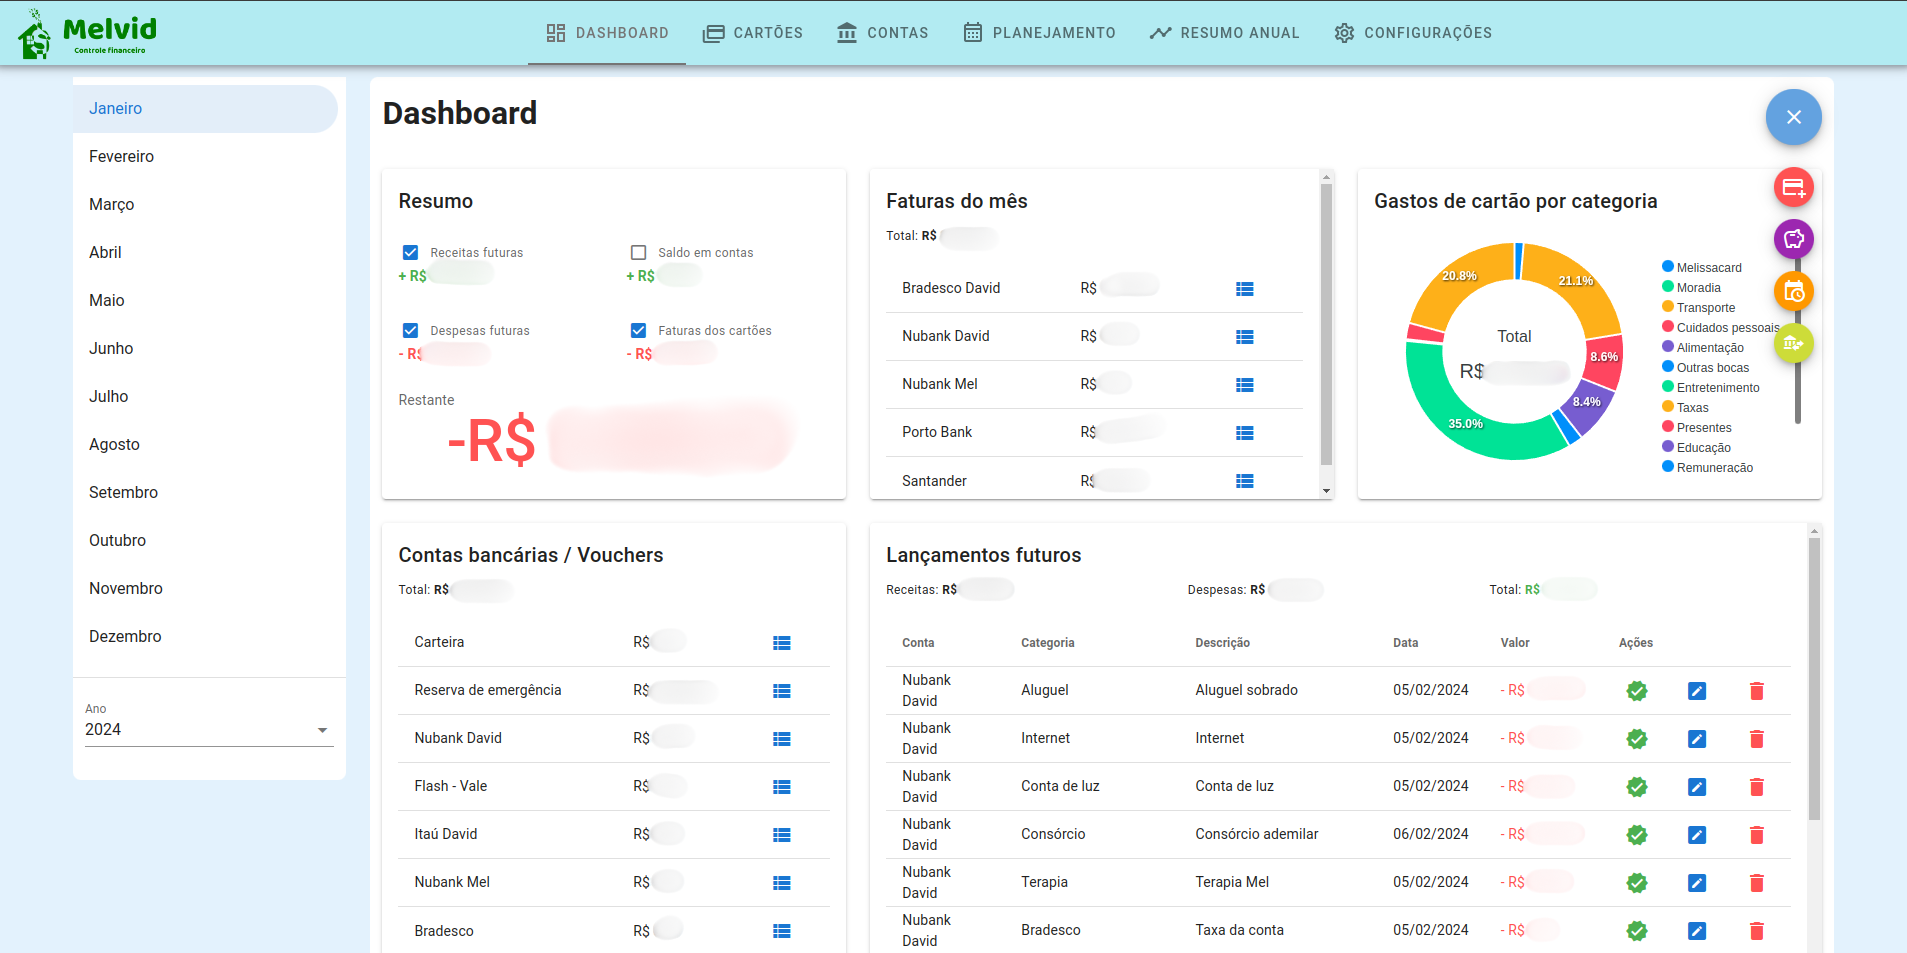 Melvid
Controle financeiro
DASHBOARD
CARTÕES
CONTAS
PLANEJAMENTO
RESUMO ANUAL
CONFIGURAÇÕES
Janeiro
Fevereiro
Março
Abril
Maio
Junho
Julho
Agosto
Setembro
Outubro
Novembro
Dezembro
Ano
2024
Dashboard
Resumo
Receitas futuras
+ R$
Saldo em contas
+ R$
Despesas futuras
- R$
Faturas dos cartões
- R$
Restante
-R$
Faturas do mês
Total: R$
Bradesco David R$
Nubank David R$
Nubank Mel R$
Porto Bank R$
Santander R$
Gastos de cartão por categoria
20.8%
21.1%
8.6%
8.4%
35.0%
Total
R$
Melissacard
Moradia
Transporte
Cuidados pessoais
Alimentação
Outras bocas
Entretenimento
Taxas
Presentes
Educação
Remuneração
Contas bancárias / Vouchers
Total: R$
Carteira R$
Reserva de emergência R$
Nubank David R$
Flash - Vale R$
Itaú David R$
Nubank Mel R$
Bradesco R$
Lançamentos futuros
Receitas: R$ Despesas: R$ Total: R$
Conta Categoria Descrição Data Valor Ações
Nubank David Aluguel Aluguel sobrado 05/02/2024 - R$
Nubank David Internet Internet 05/02/2024 - R$
Nubank David Conta de luz Conta de luz 05/02/2024 - R$
Nubank David Consórcio Consórcio ademilar 06/02/2024 - R$
Nubank David Terapia Terapia Mel 05/02/2024 - R$
Nubank David Bradesco Taxa da conta 05/02/2024 - R$